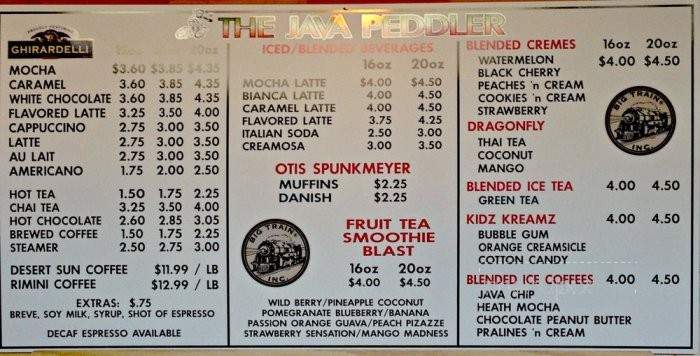 THE JAVA PEDDLER
PROUDLY FEATURING
GHIRARDELLI
20oz
MOCHA $3.60 $3.85 $4.35
CARAMEL 3.60 3.85 4.35
WHITE CHOCOLATE 3.60 3.85 4.35
FLAVORED LATTE 3.25 3.50 4.00
CAPPUCCINO 2.75 3.00 3.50
LATTE 2.75 3.00 3.50
AU LAIT 2.75 3.00 3.50
AMERICANO 1.75 2.00 2.50
HOT TEA 1.50 1.75 2.25
CHAI TEA 3.25 3.50 4.00
HOT CHOCOLATE 2.60 2.85 3.05
BREWED COFFEE 1.50 1.75 2.25
STEAMER 2.50 2.75 3.00
DESERT SUN COFFEE $11.99 / LB
RIMINI COFFEE $12.99 / LB
EXTRAS: $.75
BREVE, SOY MILK, SYRUP, SHOT OF ESPRESSO
DECAF ESPRESSO AVAILABLE
ICED/BLENDED BEVERAGES
16oz 20oz
MOCHA LATTE $4.00 $4.50
BIANCA LATTE 4.00 4.50
CARAMEL LATTE 4.00 4.50
FLAVORED LATTE 3.75 4.25
ITALIAN SODA 2.50 3.00
CREAMOSA 3.00 3.50
OTIS SPUNKMEYER
MUFFINS $2.25
DANISH $2.25
BIG TRAIN
INC.
FRUIT TEA
SMOOTHIE
BLAST
16oz 20oz
$4.00 $4.50
WILD BERRY/PINEAPPLE COCONUT
POMEGRANATE BLUEBERRY/BANANA
PASSION ORANGE GUAVA/PEACH PIZAZZE
STRAWBERRY SENSATION/MANGO MADNESS
BLENDED CREMES 16oz 20oz
WATERMELON $4.00 $4.50
BLACK CHERRY
PEACHES 'n CREAM
COOKIES 'n CREAM
STRAWBERRY
BIG TRAIN
INC.
DRAGONFLY
THAI TEA
COCONUT
MANGO
BLENDED ICE TEA 4.00 4.50
GREEN TEA
KIDZ KREAMZ 4.00 4.50
BUBBLE GUM
ORANGE CREAMSICLE
COTTON CANDY
BLENDED ICE COFFEES 4.00 4.50
JAVA CHIP
HEATH MOCHA
CHOCOLATE PEANUT BUTTER
PRALINES 'n CREAM